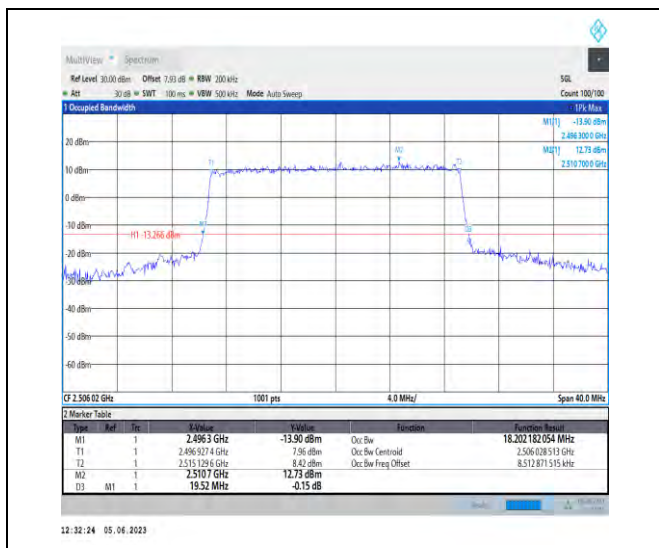 MultiView Spectrum
Ref Level 30.00 dBm Offset 7.93 dB RBW 200 kHz SGL
Att 30 dB SWT 100 ms VBW 500 kHz Mode Auto Sweep Count 100/100
1 Occupied Bandwidth 1Pk Max
M1[1] -13.90 dBm
2.496 300 0 GHz
M2[1] 12.73 dBm
2.510 700 0 GHz
20 dBm
M2
T1 T2
10 dBm
0 dBm
-10 dBm
H1 -13.266 dBm
-20 dBm
-30 dBm
-40 dBm
-50 dBm
-60 dBm
CF 2.506 02 GHz 1001 pts 4.0 MHz/ Span 40.0 MHz
2 Marker Table
Type Ref Trc X-Value Y-Value Function Function Result
M1 1 2.4963 GHz -13.90 dBm Occ Bw 18.202 182 054 MHz
T1 1 2.496 927 4 GHz 7.96 dBm Occ Bw Centroid 2.506 028 513 GHz
T2 1 2.515 129 6 GHz 8.42 dBm Occ Bw Freq Offset 8.512 871 515 kHz
M2 1 2.5107 GHz 12.73 dBm
D3 M1 1 19.52 MHz -0.15 dB
12:32:24 05.06.2023